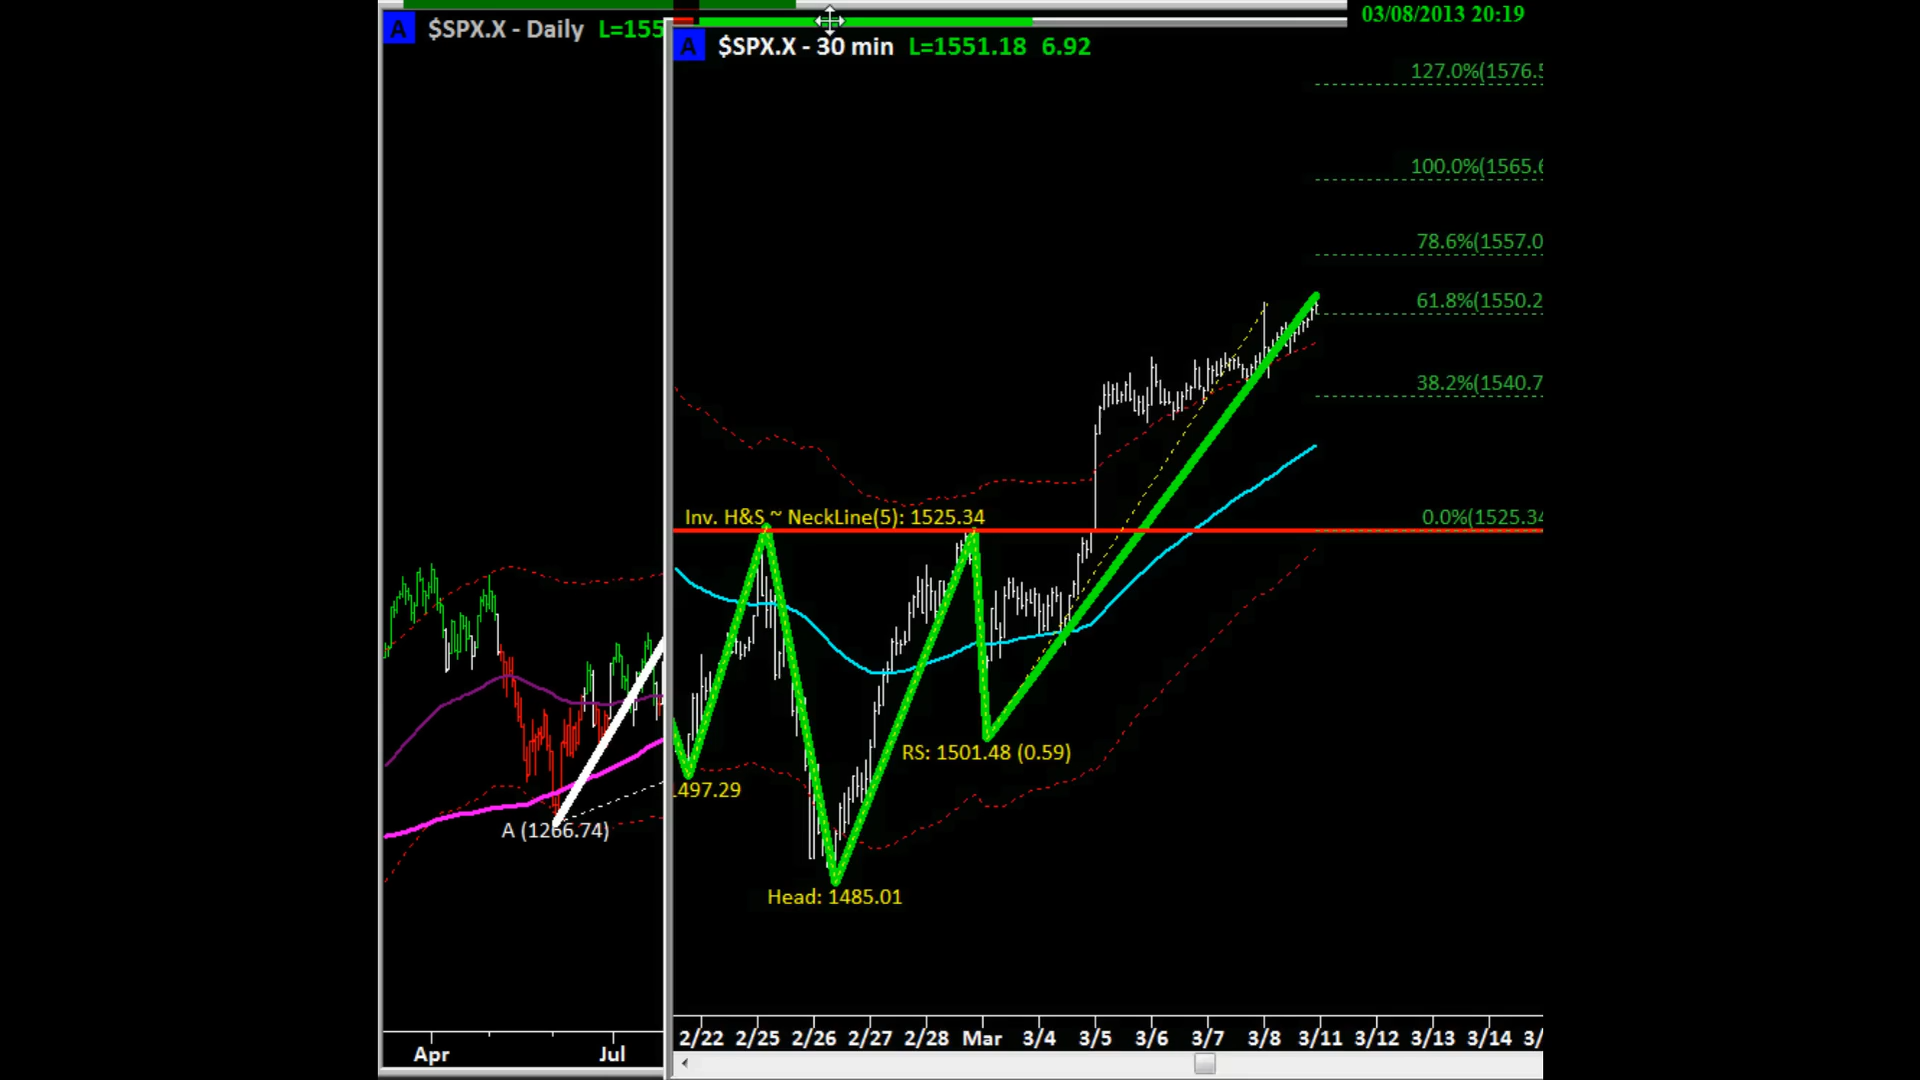 03/08/2013 20:19
A $SPX.X - Daily L=155
A $SPX.X - 30 min L=1551.18 6.92
127.0%(1576.5
100.0%(1565.6
78.6%(1557.0
61.8%(1550.2
38.2%(1540.7
Inv. H&S ~ NeckLine(5): 1525.34
0.0%(1525.34
RS: 1501.48 (0.59)
1497.29
A (1266.74)
Head: 1485.01
2/22 2/25 2/26 2/27 2/28 Mar 3/4 3/5 3/6 3/7 3/8 3/11 3/12 3/13 3/14 3/
Apr Jul